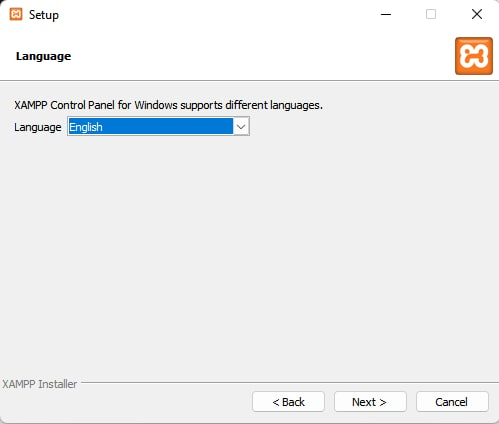 Setup
Language
XAMPP Control Panel for Windows supports different languages.
Language English
XAMPP Installer
< Back Next > Cancel